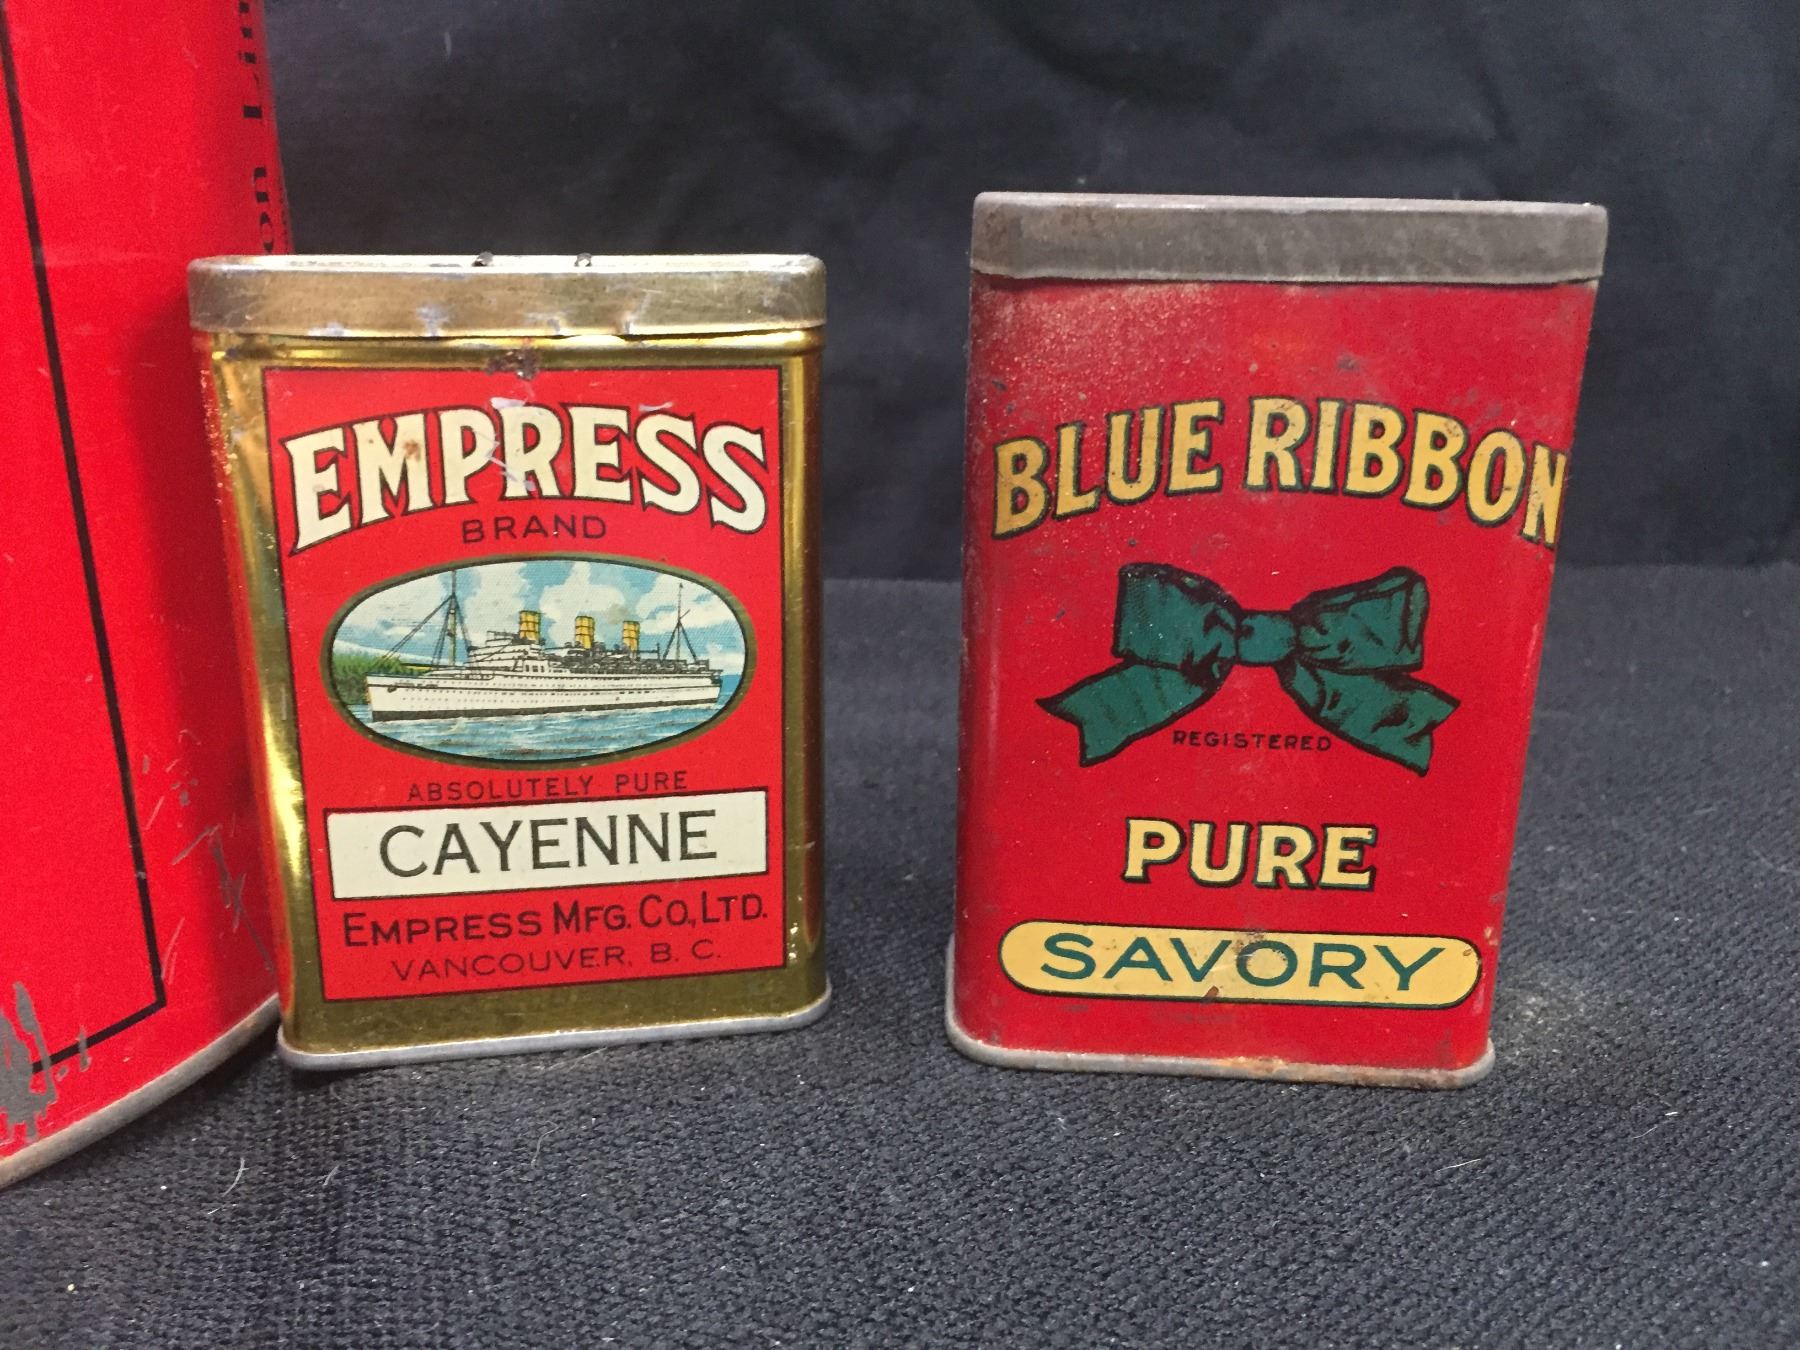 EMPRESS
BRAND
ABSOLUTELY PURE
CAYENNE
EMPRESS MFG. CO., LTD.
VANCOUVER, B. C.
BLUE RIBBON
REGISTERED
PURE
SAVORY